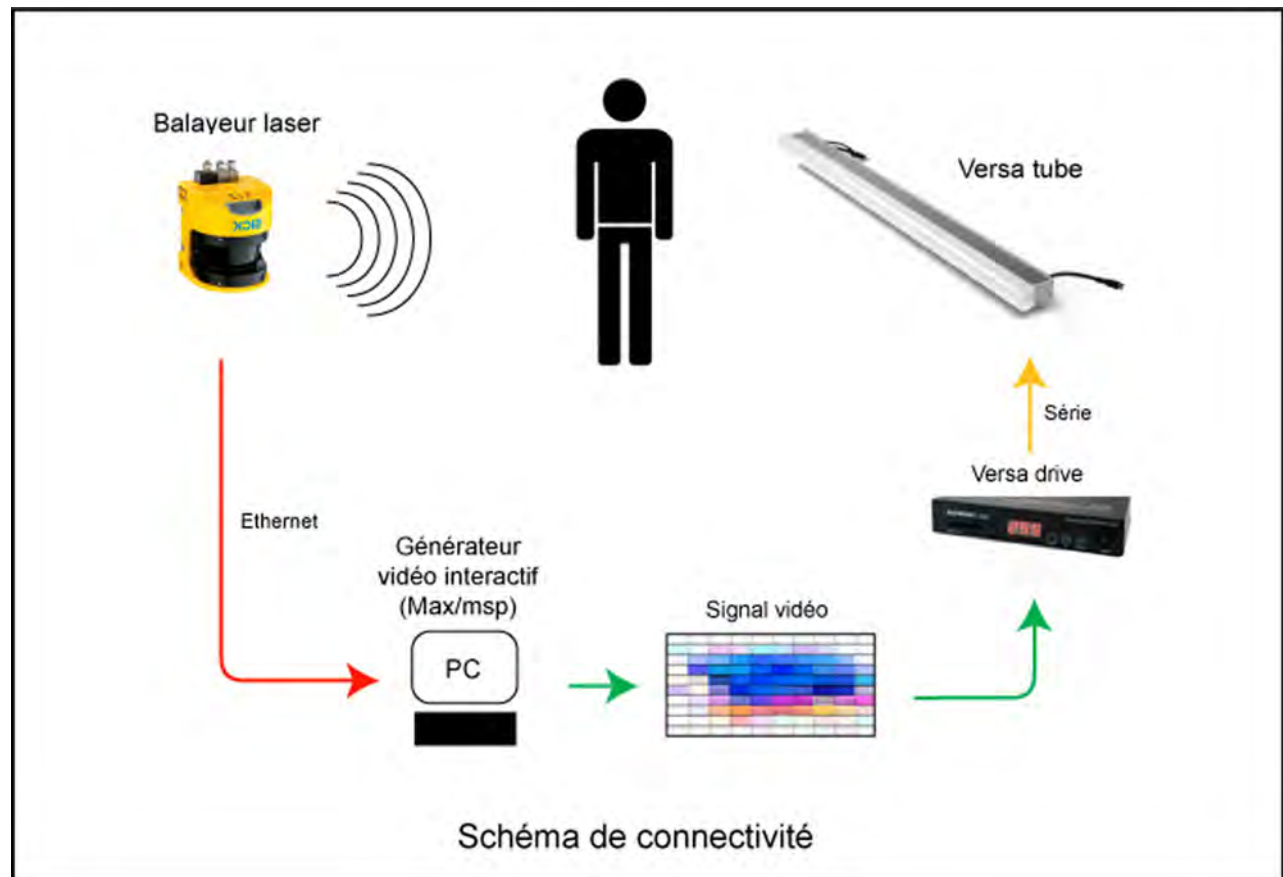 Balayeur laser
SICK
Versa tube
Série
Versa drive
Ethernet
Générateur
vidéo interactif
(Max/msp)
PC
Signal vidéo
Schéma de connectivité